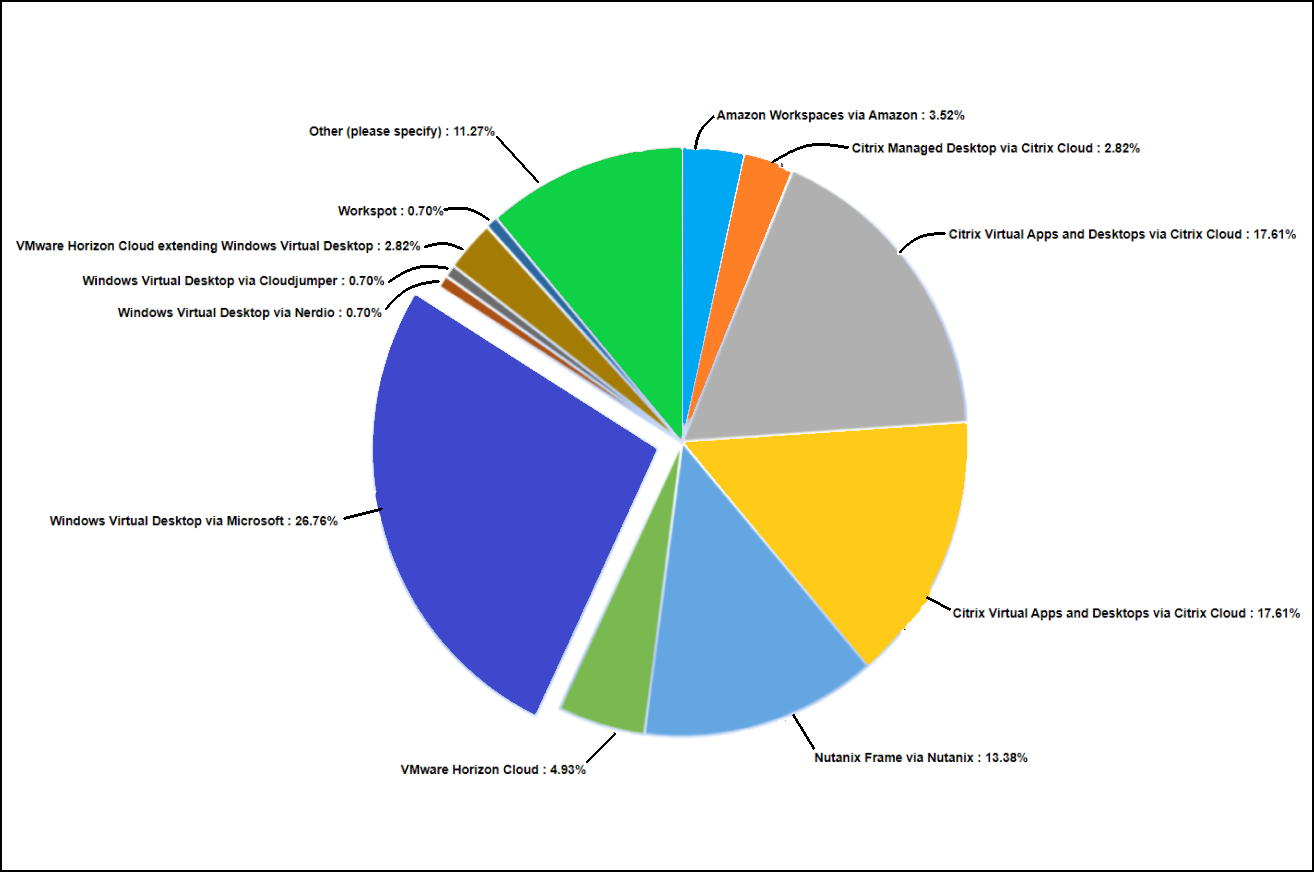 Amazon Workspaces via Amazon : 3.52%
Other (please specify) : 11.27%
Citrix Managed Desktop via Citrix Cloud : 2.82%
Workspot : 0.70%
Citrix Virtual Apps and Desktops via Citrix Cloud : 17.61%
VMware Horizon Cloud extending Windows Virtual Desktop : 2.82%
Windows Virtual Desktop via Cloudjumper : 0.70%
Windows Virtual Desktop via Nerdio : 0.70%
Windows Virtual Desktop via Microsoft : 26.76%
Citrix Virtual Apps and Desktops via Citrix Cloud : 17.61%
Nutanix Frame via Nutanix : 13.38%
VMware Horizon Cloud : 4.93%